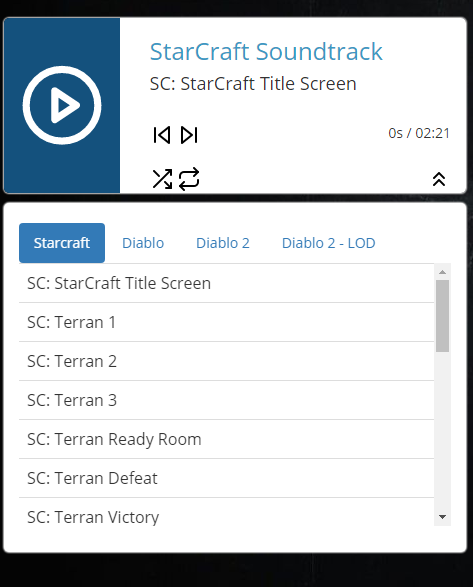 StarCraft Soundtrack
SC: StarCraft Title Screen
0s / 02:21
Starcraft Diablo Diablo 2 Diablo 2 - LOD
SC: StarCraft Title Screen
SC: Terran 1
SC: Terran 2
SC: Terran 3
SC: Terran Ready Room
SC: Terran Defeat
SC: Terran Victory